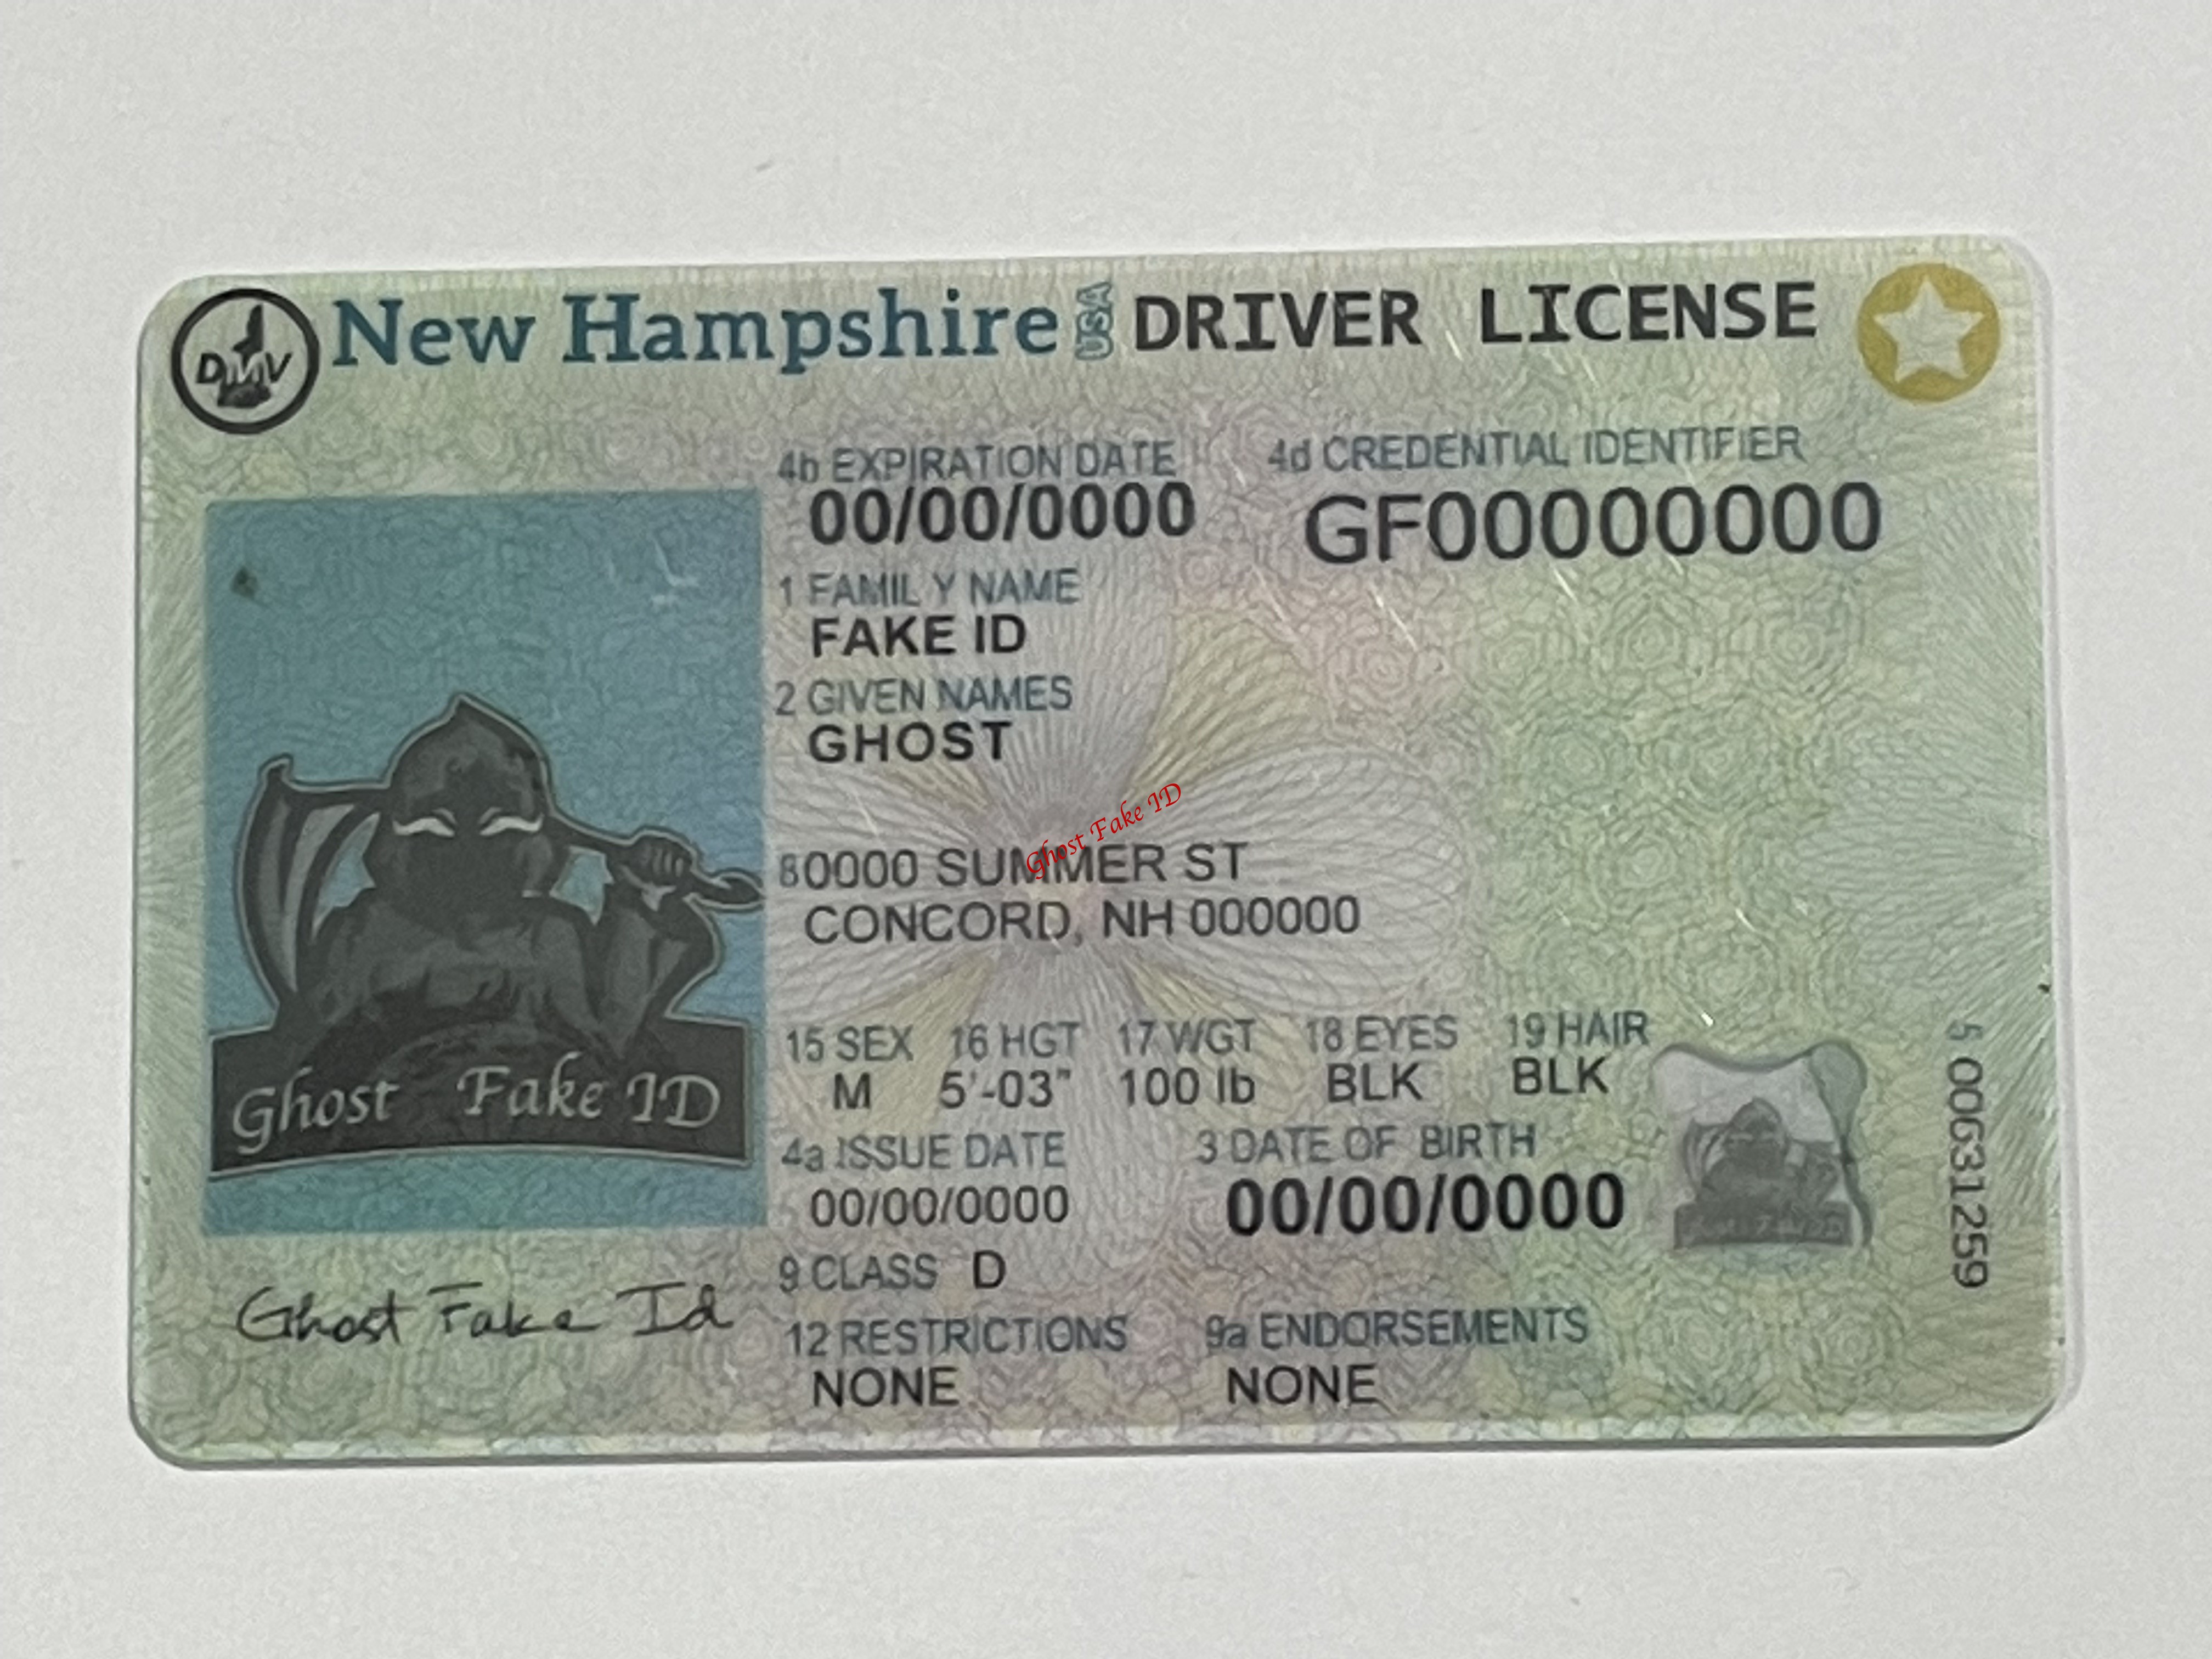 DMV New Hampshire USA DRIVER LICENSE
4b EXPIRATION DATE 4d CREDENTIAL IDENTIFIER
00/00/0000 GF00000000
1 FAMILY NAME
FAKE ID
2 GIVEN NAMES
GHOST
Ghost Fake ID
80000 SUMMER ST
CONCORD, NH 000000
15 SEX 16 HGT 17 WGT 18 EYES 19 HAIR
M 5'-03" 100 lb BLK BLK
Ghost Fake ID
4a ISSUE DATE 3 DATE OF BIRTH
00/00/0000 00/00/0000
5 00631259
9 CLASS D
Ghost Fake Id
12 RESTRICTIONS 9a ENDORSEMENTS
NONE NONE